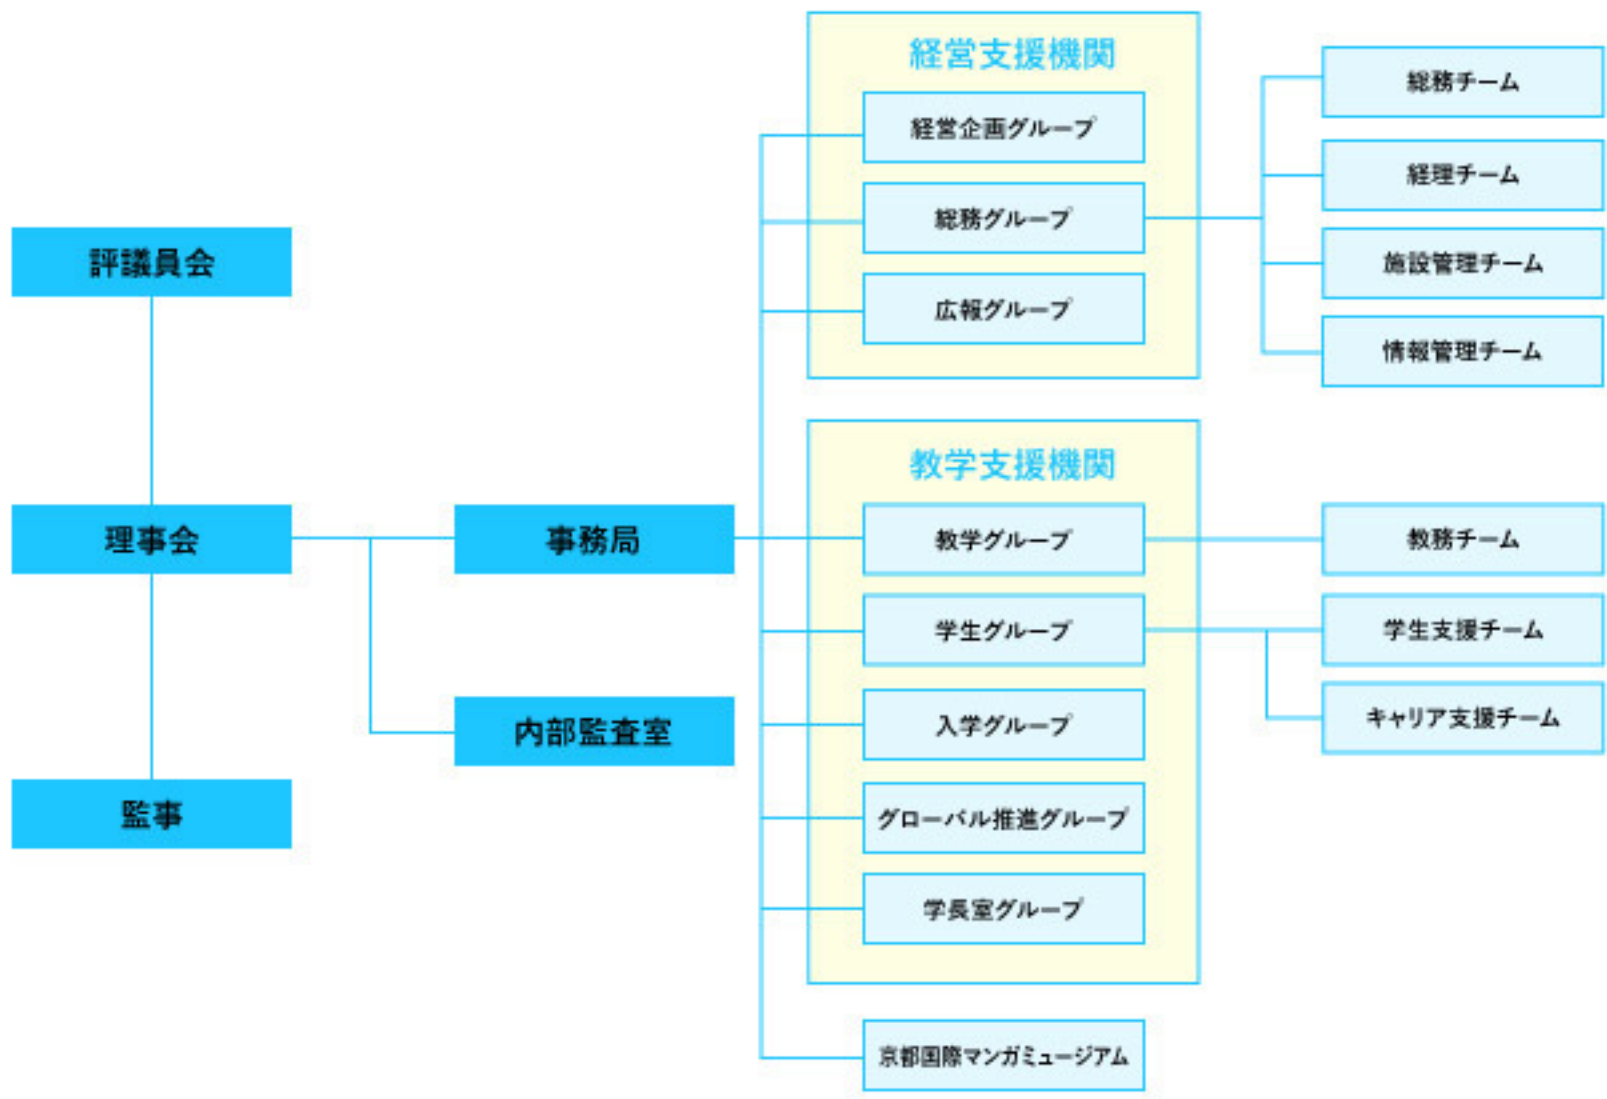 評議員会
理事会
監事
事務局
内部監査室
経営支援機関
経営企画グループ
総務グループ
広報グループ
総務チーム
経理チーム
施設管理チーム
情報管理チーム
教学支援機関
教学グループ
学生グループ
入学グループ
グローバル推進グループ
学長室グループ
教務チーム
学生支援チーム
キャリア支援チーム
京都国際マンガミュージアム